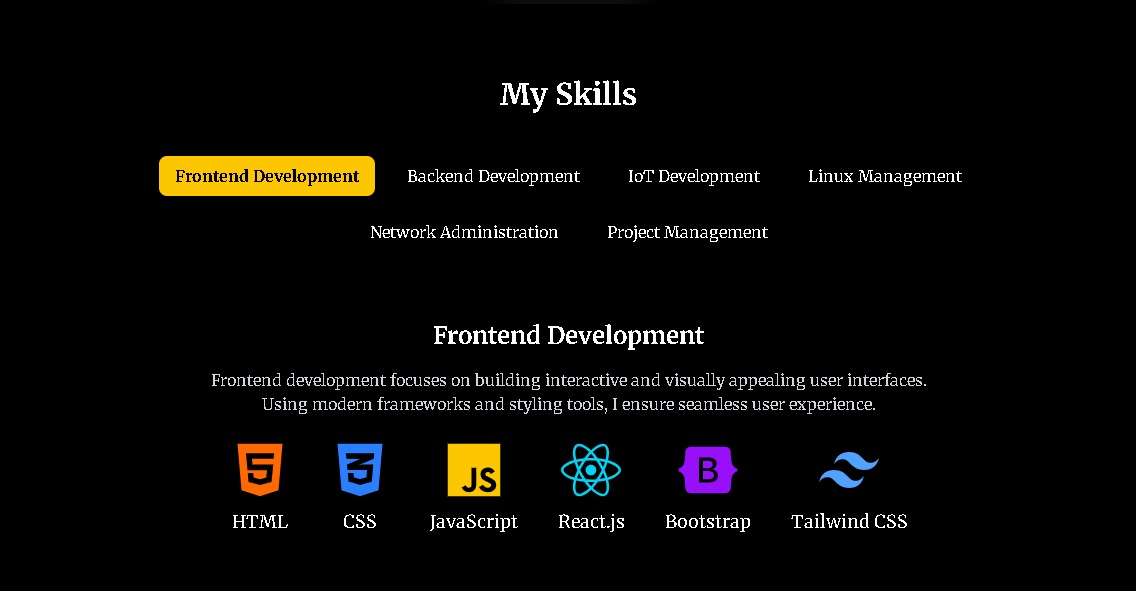 My Skills
Frontend Development Backend Development IoT Development Linux Management
Network Administration Project Management
Frontend Development
Frontend development focuses on building interactive and visually appealing user interfaces.
Using modern frameworks and styling tools, I ensure seamless user experience.
5 3 JS B
HTML CSS JavaScript React.js Bootstrap Tailwind CSS